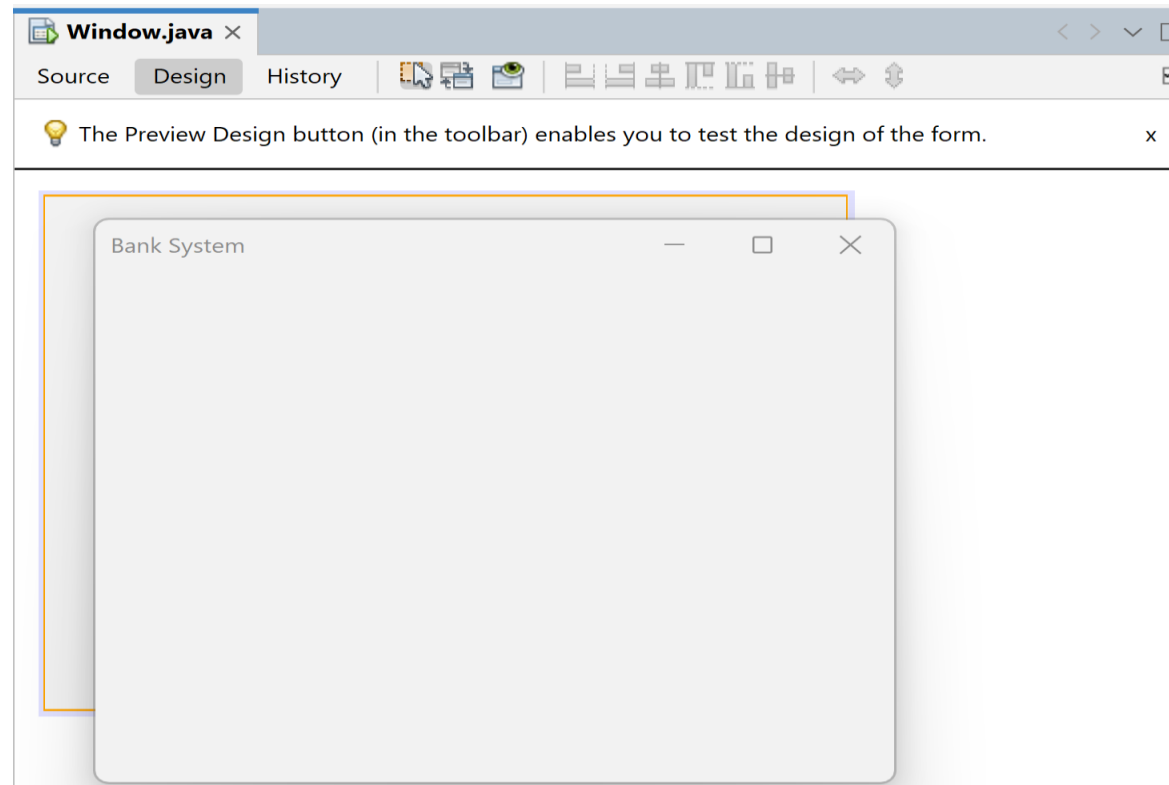 Window.java
Source Design History
The Preview Design button (in the toolbar) enables you to test the design of the form. x
Bank System